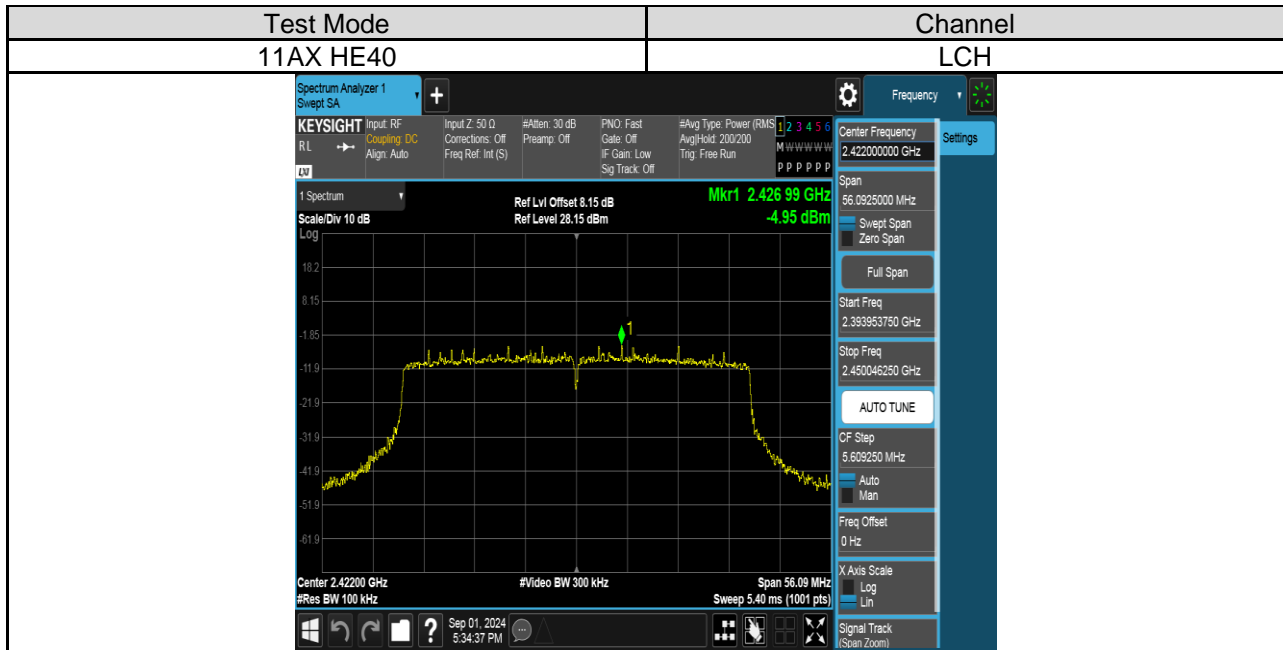 Test Mode Channel
11AX HE40 LCH
Spectrum Analyzer 1
Swept SA
Frequency
KEYSIGHT Input: RF Input Z: 50 Ω #Atten: 30 dB PNO: Fast #Avg Type: Power (RMS 1 2 3 4 5 6
RL Coupling: DC Corrections: Off Preamp: Off Gate: Off Avg|Hold: 200/200 M W W W W W
Align: Auto Freq Ref: Int (S) IF Gain: Low Trig: Free Run
LXI Sig Track: Off P P P P P P
1 Spectrum
Ref Lvl Offset 8.15 dB
Mkr1 2.426 99 GHz
Scale/Div 10 dB Ref Level 28.15 dBm -4.95 dBm
Log
18.2
8.15
-1.85
1
-11.9
-21.9
-31.9
-41.9
-51.9
-61.9
Center 2.42200 GHz #Video BW 300 kHz Span 56.09 MHz
#Res BW 100 kHz Sweep 5.40 ms (1001 pts)
Sep 01, 2024
5:34:37 PM
Center Frequency
2.422000000 GHz
Settings
Span
56.0925000 MHz
Swept Span
Zero Span
Full Span
Start Freq
2.393953750 GHz
Stop Freq
2.450046250 GHz
AUTO TUNE
CF Step
5.609250 MHz
Auto
Man
Freq Offset
0 Hz
X Axis Scale
Log
Lin
Signal Track
(Span Zoom)